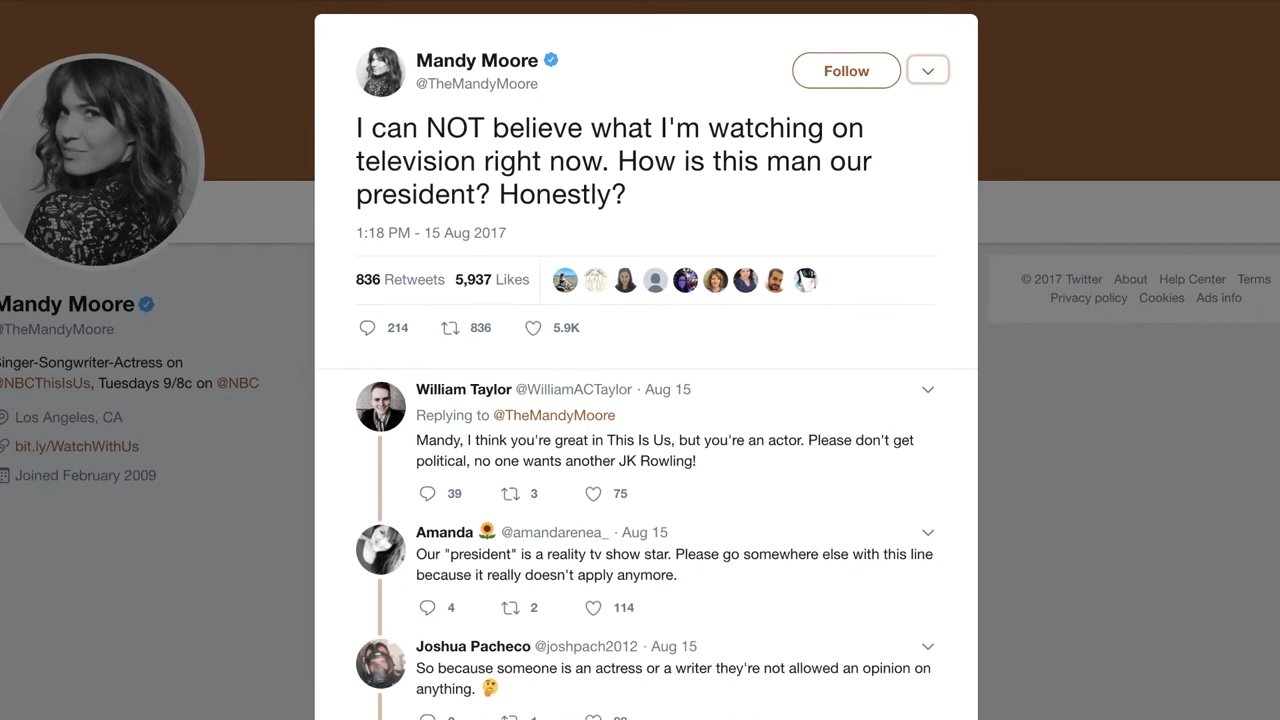 Mandy Moore
@TheMandyMoore
Follow
I can NOT believe what I'm watching on
television right now. How is this man our
president? Honestly?
1:18 PM - 15 Aug 2017
836 Retweets 5,937 Likes
214 836 5.9K
William Taylor @WilliamACTaylor · Aug 15
Replying to @TheMandyMoore
Mandy, I think you're great in This Is Us, but you're an actor. Please don't get
political, no one wants another JK Rowling!
39 3 75
Amanda 🌻 @amandarenea_ · Aug 15
Our "president" is a reality tv show star. Please go somewhere else with this line
because it really doesn't apply anymore.
4 2 114
Joshua Pacheco @joshpach2012 · Aug 15
So because someone is an actress or a writer they're not allowed an opinion on
anything. 🤔
Mandy Moore
@TheMandyMoore
Singer-Songwriter-Actress on
@NBCThisIsUs, Tuesdays 9/8c on @NBC
Los Angeles, CA
bit.ly/WatchWithUs
Joined February 2009
© 2017 Twitter About Help Center Terms
Privacy policy Cookies Ads info